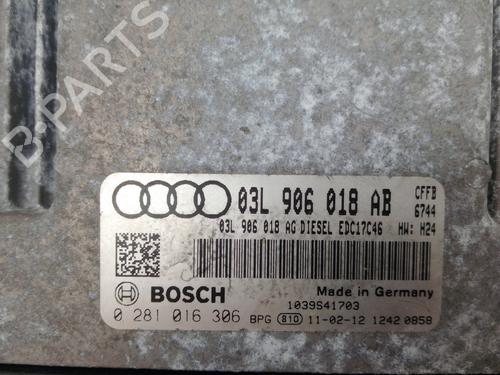 B-PARTS
03L 906 018 AB
CFFB
6744
03L 906 018 AG DIESEL EDC17C46 HW: H24
BOSCH
Made in Germany
1039S41703
0 281 016 306 BPG 810 11-02-12 1242 0858